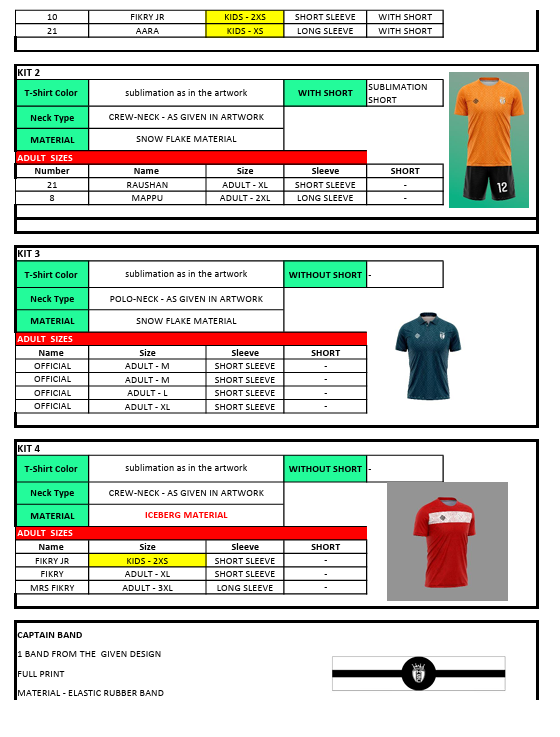 10 FIKRY JR KIDS - 2XS SHORT SLEEVE WITH SHORT
21 AARA KIDS - XS LONG SLEEVE WITH SHORT
KIT 2
T-Shirt Color sublimation as in the artwork WITH SHORT SUBLIMATION SHORT
Neck Type CREW-NECK - AS GIVEN IN ARTWORK
MATERIAL SNOW FLAKE MATERIAL
ADULT SIZES
Number Name Size Sleeve SHORT
21 RAUSHAN ADULT - XL SHORT SLEEVE -
8 MAPPU ADULT - 2XL LONG SLEEVE -
12
KIT 3
T-Shirt Color sublimation as in the artwork WITHOUT SHORT -
Neck Type POLO-NECK - AS GIVEN IN ARTWORK
MATERIAL SNOW FLAKE MATERIAL
ADULT SIZES
Name Size Sleeve SHORT
OFFICIAL ADULT - M SHORT SLEEVE -
OFFICIAL ADULT - M SHORT SLEEVE -
OFFICIAL ADULT - L SHORT SLEEVE -
OFFICIAL ADULT - XL SHORT SLEEVE -
KIT 4
T-Shirt Color sublimation as in the artwork WITHOUT SHORT -
Neck Type CREW-NECK - AS GIVEN IN ARTWORK
MATERIAL ICEBERG MATERIAL
ADULT SIZES
Name Size Sleeve SHORT
FIKRY JR KIDS - 2XS SHORT SLEEVE -
FIKRY ADULT - XL SHORT SLEEVE -
MRS FIKRY ADULT - 3XL LONG SLEEVE -
CAPTAIN BAND
1 BAND FROM THE GIVEN DESIGN
FULL PRINT
MATERIAL - ELASTIC RUBBER BAND